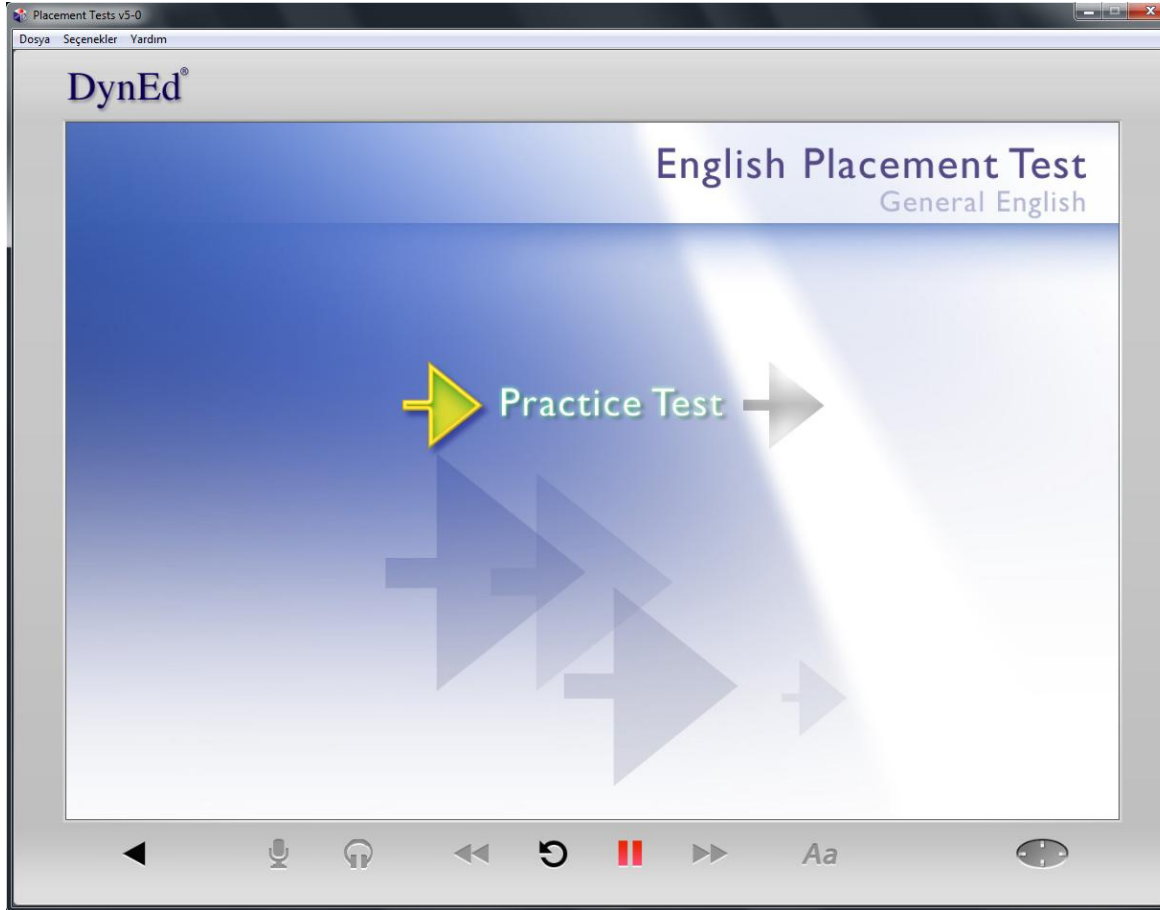 Placement Tests v5-0
Dosya Seçenekler Yardım
DynEd®
English Placement Test
General English
Practice Test
Aa